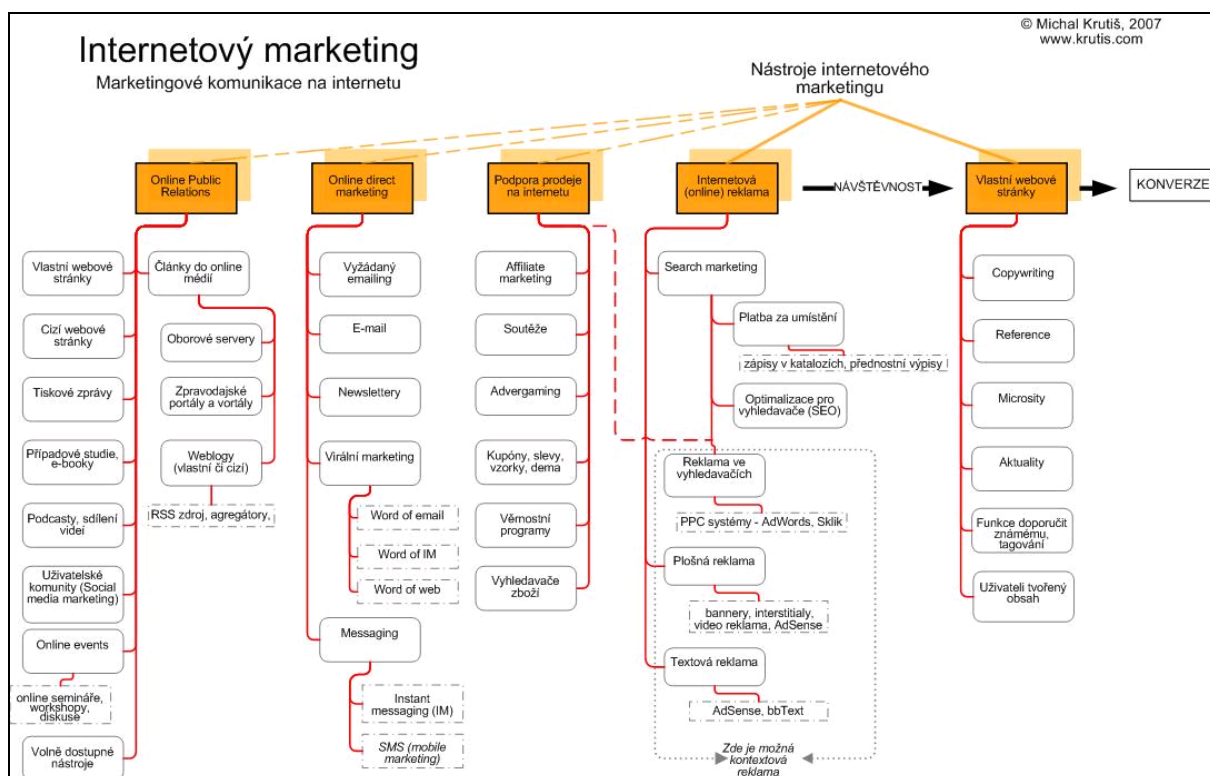 © Michal Krutiš, 2007
www.krutis.com
Internetový marketing
Marketingové komunikace na internetu
Nástroje internetového
marketingu
Online Public
Relations
Online direct
marketing
Podpora prodeje
na internetu
Internetová
(online) reklama
NÁVŠTĚVNOST
Vlastní webové
stránky
KONVERZE
Vlastní webové
stránky
Cizí webové
stránky
Tiskové zprávy
Případové studie,
e-booky
Podcasty, sdílení
videí
Uživatelské
komunity (Social
media marketing)
Online events
online semináře,
workshopy,
diskuse
Volně dostupné
nástroje
Články do online
médií
Oborové servery
Zpravodajské
portály a vortály
Weblogy
(vlastní či cizí)
RSS zdroj, agregátory,
Vyžádaný
emailing
E-mail
Newslettery
Virální marketing
Word of email
Word of IM
Word of web
Messaging
Instant
messaging (IM)
SMS (mobile
marketing)
Affiliate
marketing
Soutěže
Advergaming
Kupóny, slevy,
vzorky, dema
Věrnostní
programy
Vyhledavače
zboží
Search marketing
Platba za umístění
zápisy v katalozích, přednostní výpisy
Optimalizace pro
vyhledavače (SEO)
Reklama ve
vyhledavačích
PPC systémy - AdWords, Sklik
Plošná reklama
bannery, interstitialy,
video reklama, AdSense
Textová reklama
AdSense, bbText
Zde je možná
kontextová
reklama
Copywriting
Reference
Microsity
Aktuality
Funkce doporučit
známému,
tagování
Uživateli tvořený
obsah